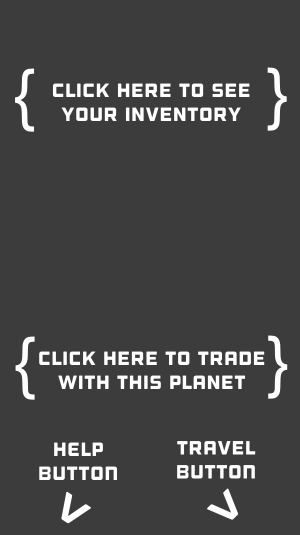 { CLICK HERE TO SEE
YOUR INVENTORY }
{ CLICK HERE TO TRADE
WITH THIS PLANET }
HELP
BUTTON
TRAVEL
BUTTON